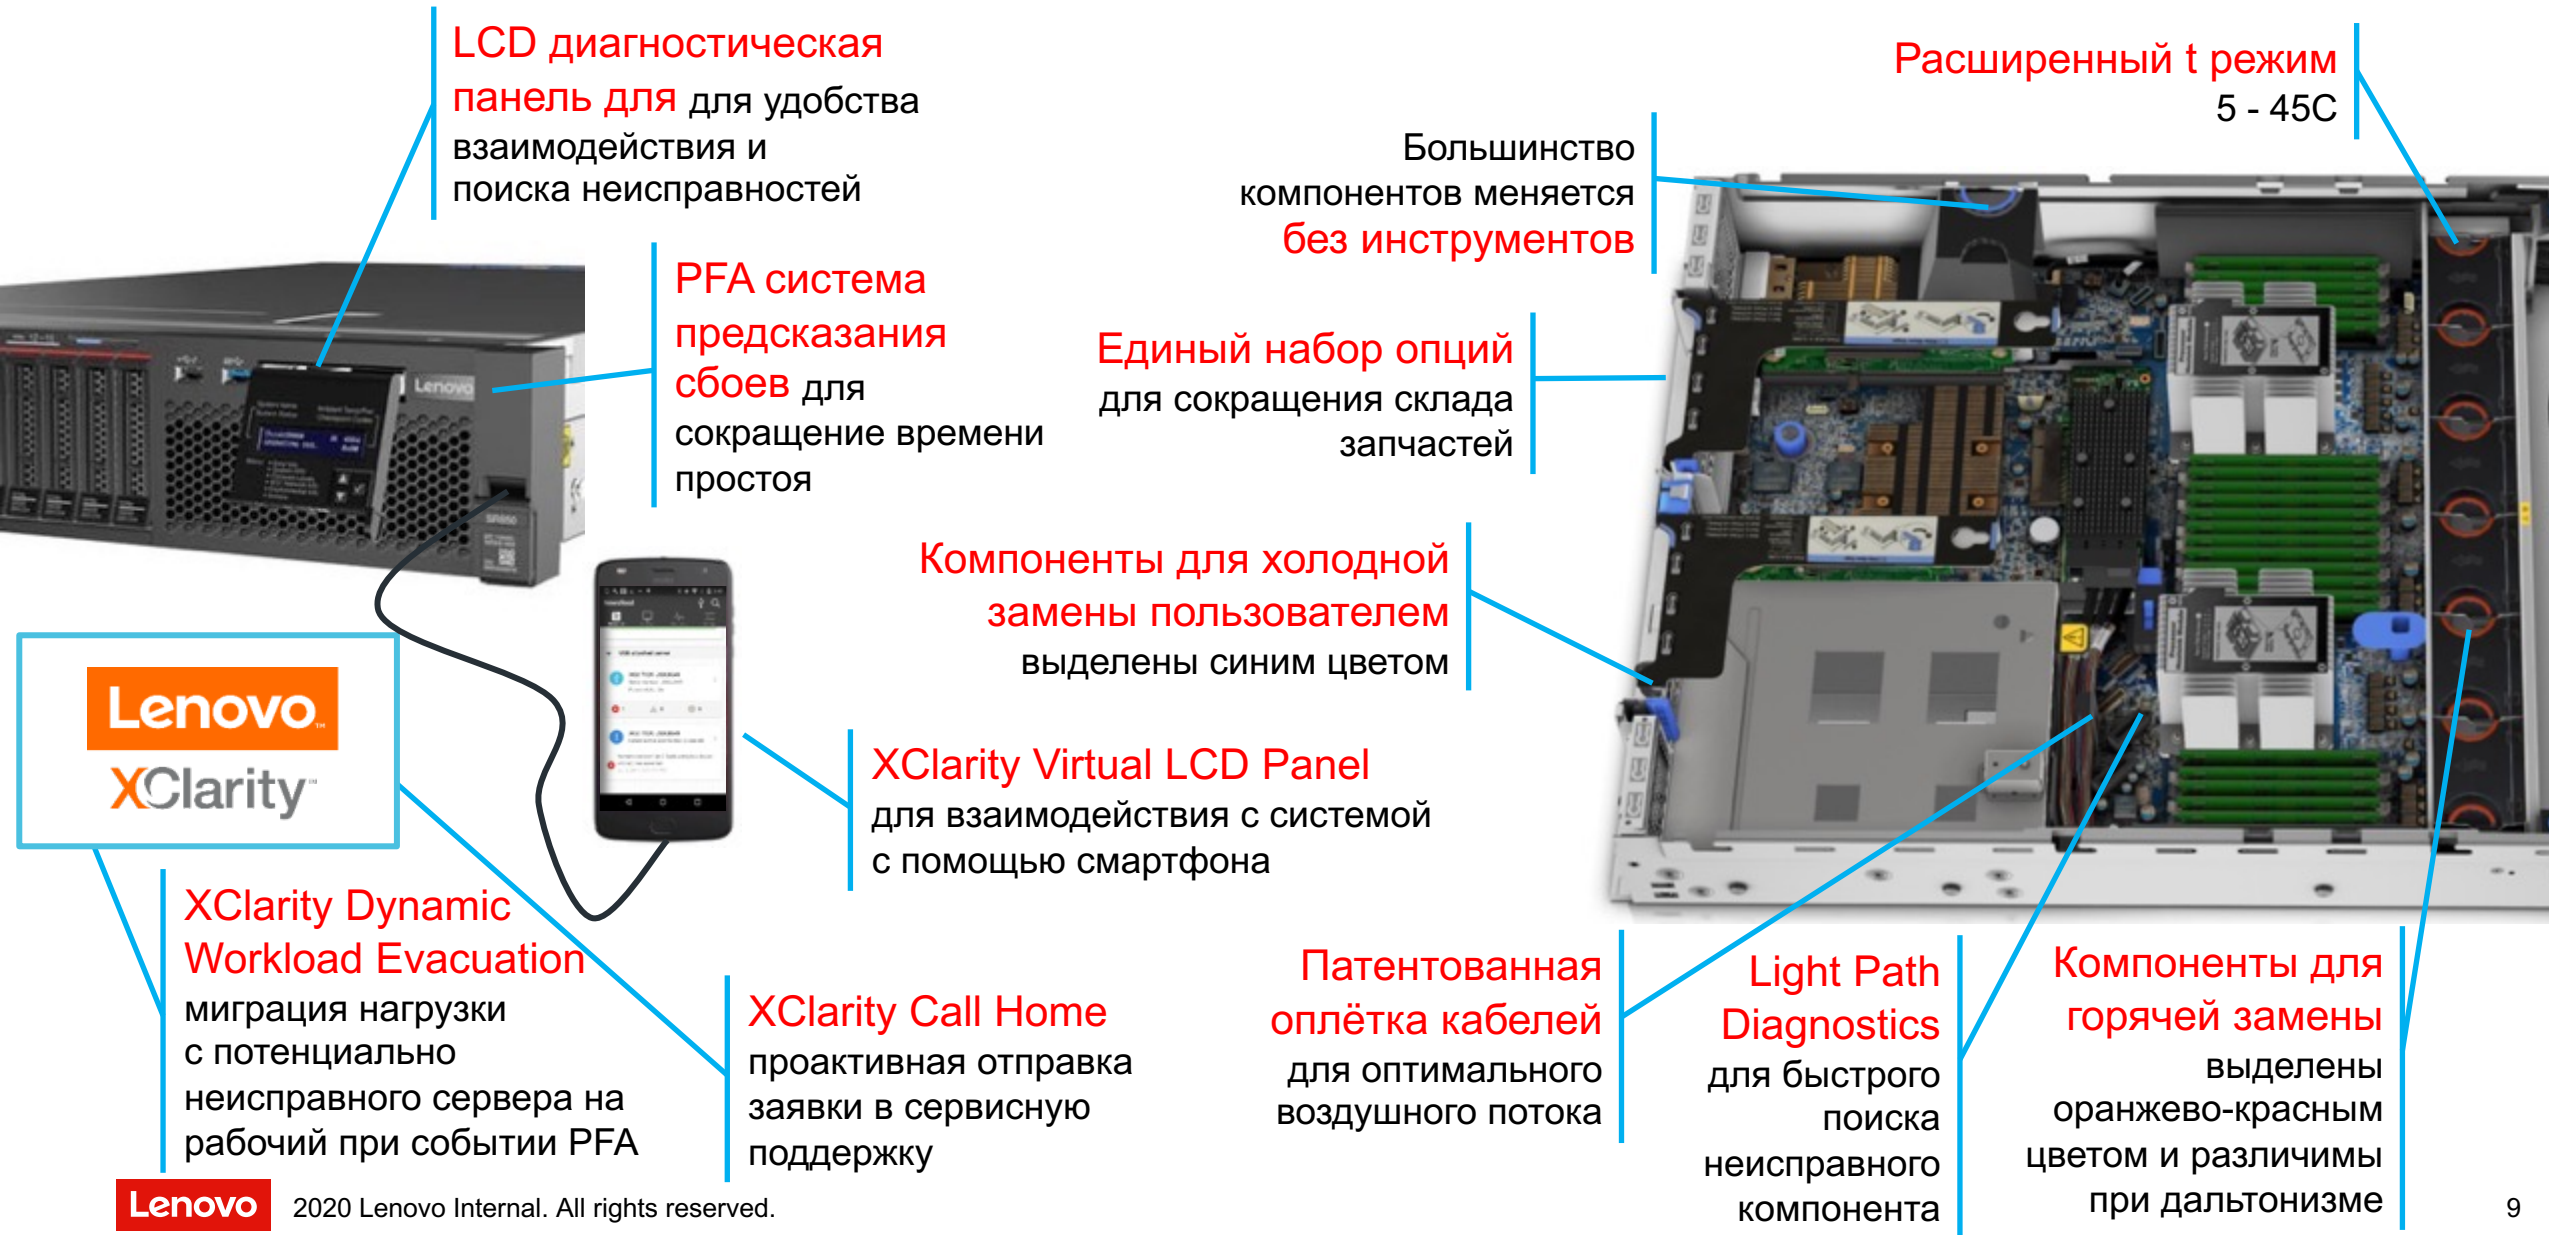 LCD диагностическая
панель для для удобства
взаимодействия и
поиска неисправностей
PFA система
предсказания
сбоев для
сокращение времени
простоя
Расширенный t режим
5 - 45C
Большинство
компонентов меняется
без инструментов
Единый набор опций
для сокращения склада
запчастей
Компоненты для холодной
замены пользователем
выделены синим цветом
Lenovo
SR850
Lenovo™
XClarity™
XClarity Virtual LCD Panel
для взаимодействия с системой
с помощью смартфона
XClarity Dynamic
Workload Evacuation
миграция нагрузки
с потенциально
неисправного сервера на
рабочий при событии PFA
XClarity Call Home
проактивная отправка
заявки в сервисную
поддержку
Патентованная
оплётка кабелей
для оптимального
воздушного потока
Light Path
Diagnostics
для быстрого
поиска
неисправного
компонента
Компоненты для
горячей замены
выделены
оранжево-красным
цветом и различимы
при дальтонизме
Lenovo
2020 Lenovo Internal. All rights reserved.
9